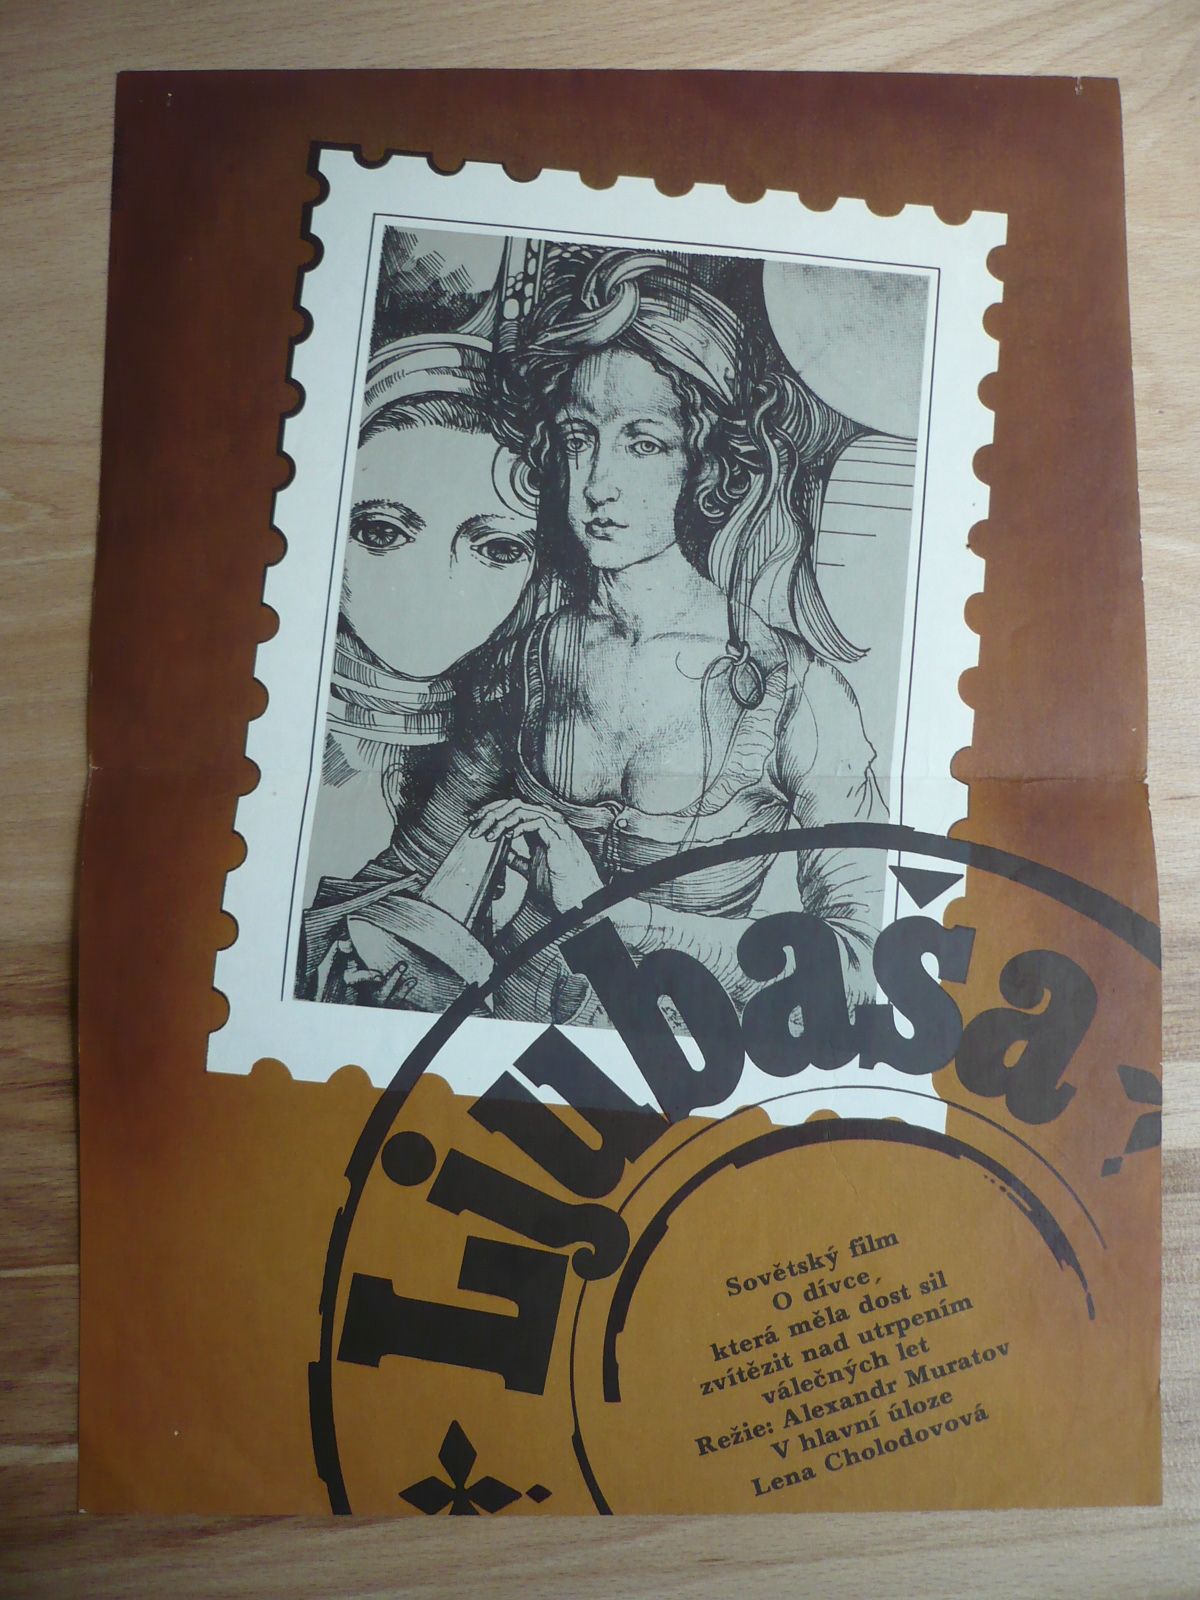 Ljubaša
Sovětský film
O dívce,
která měla dost sil
zvítězit nad utrpením
válečných let
Režie: Alexandr Muratov
V hlavní úloze
Lena Cholodovová